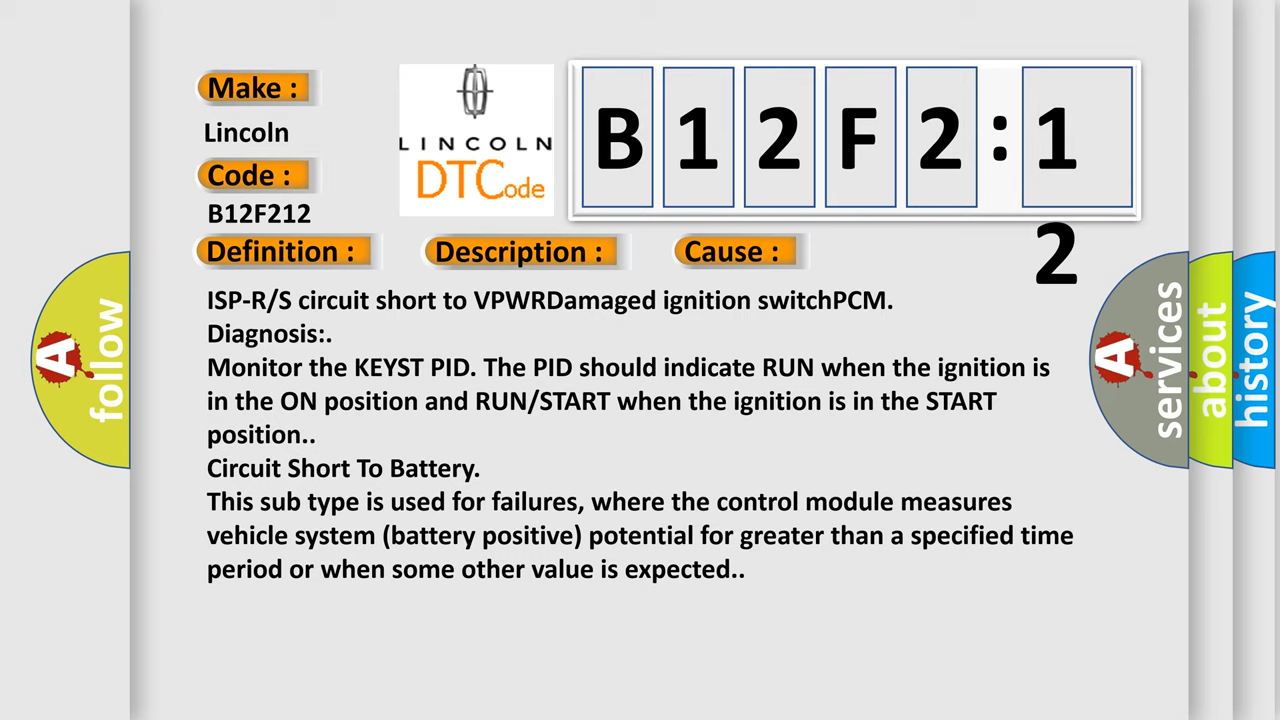 Make :
Lincoln
Code :
B12F212
LINCOLN
DTCode
B12F2:1
2
Definition :
Description :
Cause :
ISP-R/S circuit short to VPWRDamaged ignition switchPCM.
Diagnosis:.
Monitor the KEYST PID. The PID should indicate RUN when the ignition is
in the ON position and RUN/START when the ignition is in the START
position..
Circuit Short To Battery.
This sub type is used for failures, where the control module measures
vehicle system (battery positive) potential for greater than a specified time
period or when some other value is expected..
A
follow
A
services
about
history